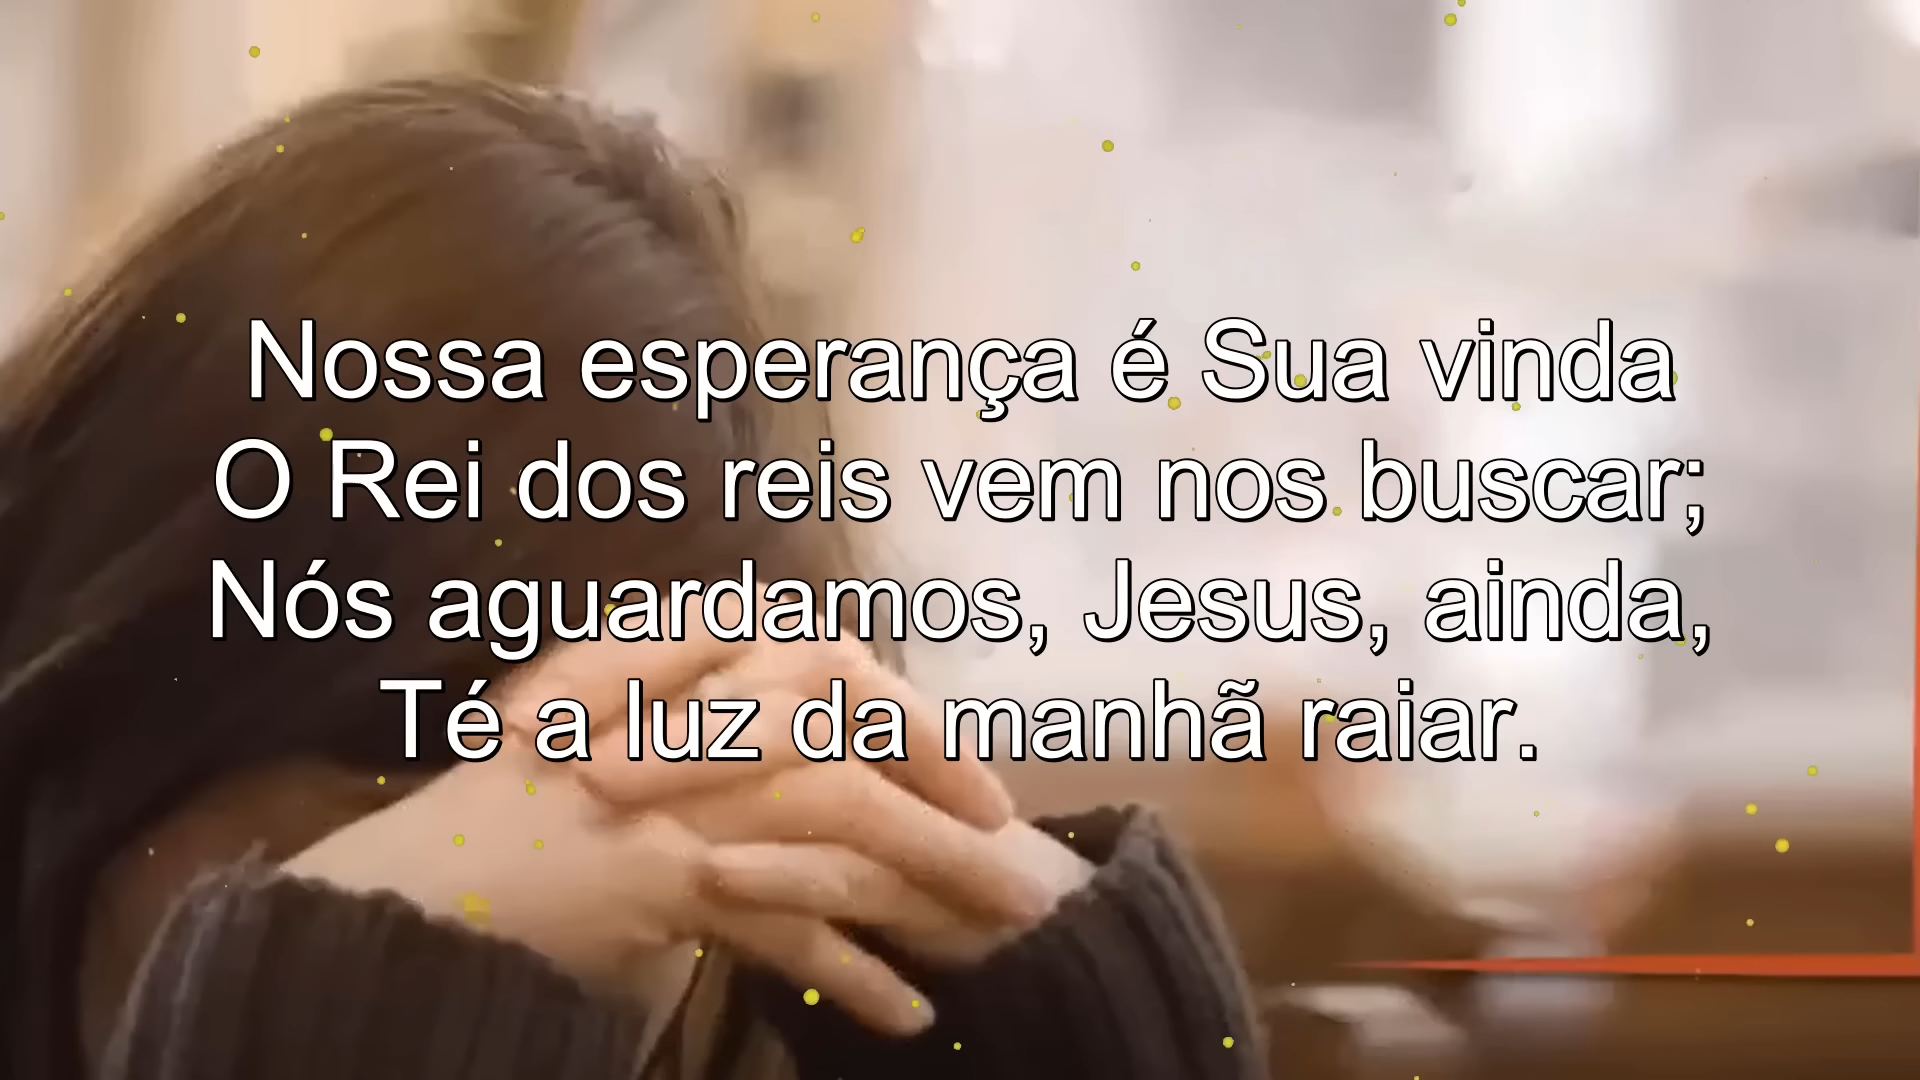 Nossa esperança é Sua vinda
O Rei dos reis vem nos buscar;
Nós aguardamos, Jesus, ainda,
Té a luz da manhã raiar.